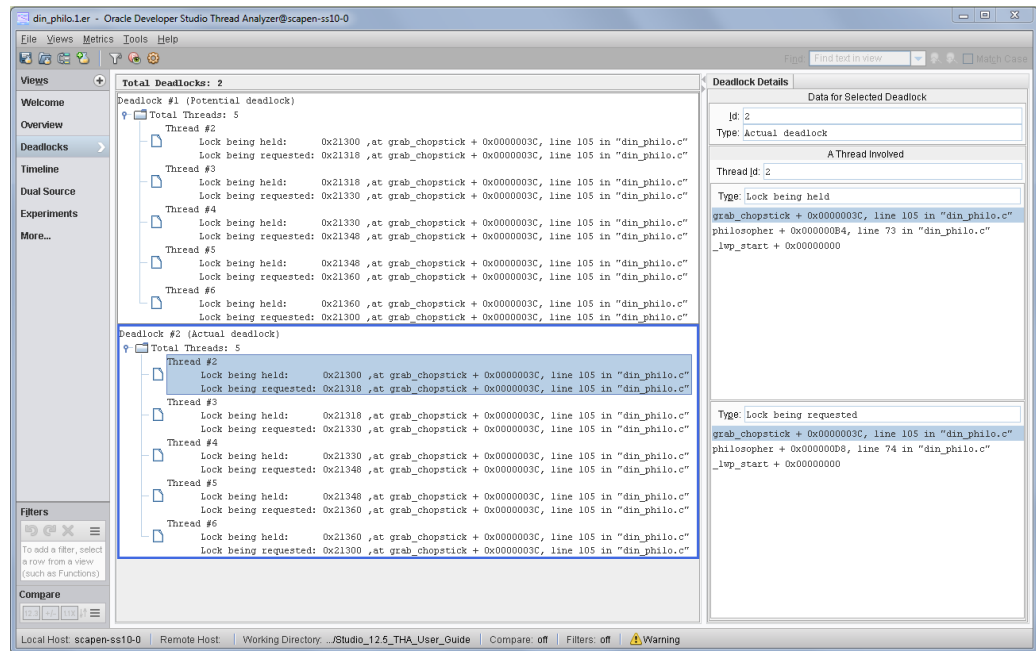 din_philo.1.er - Oracle Developer Studio Thread Analyzer@scapen-ss10-0
File Views Metrics Tools Help
Find: Find text in view Match Case
Views
Welcome
Overview
Deadlocks
Timeline
Dual Source
Experiments
More...
Filters
To add a filter, select
a row from a view
(such as Functions)
Compare
Total Deadlocks: 2
Deadlock #1 (Potential deadlock)
Total Threads: 5
Thread #2
Lock being held: 0x21300 ,at grab_chopstick + 0x0000003C, line 105 in "din_philo.c"
Lock being requested: 0x21318 ,at grab_chopstick + 0x0000003C, line 105 in "din_philo.c"
Thread #3
Lock being held: 0x21318 ,at grab_chopstick + 0x0000003C, line 105 in "din_philo.c"
Lock being requested: 0x21330 ,at grab_chopstick + 0x0000003C, line 105 in "din_philo.c"
Thread #4
Lock being held: 0x21330 ,at grab_chopstick + 0x0000003C, line 105 in "din_philo.c"
Lock being requested: 0x21348 ,at grab_chopstick + 0x0000003C, line 105 in "din_philo.c"
Thread #5
Lock being held: 0x21348 ,at grab_chopstick + 0x0000003C, line 105 in "din_philo.c"
Lock being requested: 0x21360 ,at grab_chopstick + 0x0000003C, line 105 in "din_philo.c"
Thread #6
Lock being held: 0x21360 ,at grab_chopstick + 0x0000003C, line 105 in "din_philo.c"
Lock being requested: 0x21300 ,at grab_chopstick + 0x0000003C, line 105 in "din_philo.c"
Deadlock #2 (Actual deadlock)
Total Threads: 5
Thread #2
Lock being held: 0x21300 ,at grab_chopstick + 0x0000003C, line 105 in "din_philo.c"
Lock being requested: 0x21318 ,at grab_chopstick + 0x0000003C, line 105 in "din_philo.c"
Thread #3
Lock being held: 0x21318 ,at grab_chopstick + 0x0000003C, line 105 in "din_philo.c"
Lock being requested: 0x21330 ,at grab_chopstick + 0x0000003C, line 105 in "din_philo.c"
Thread #4
Lock being held: 0x21330 ,at grab_chopstick + 0x0000003C, line 105 in "din_philo.c"
Lock being requested: 0x21348 ,at grab_chopstick + 0x0000003C, line 105 in "din_philo.c"
Thread #5
Lock being held: 0x21348 ,at grab_chopstick + 0x0000003C, line 105 in "din_philo.c"
Lock being requested: 0x21360 ,at grab_chopstick + 0x0000003C, line 105 in "din_philo.c"
Thread #6
Lock being held: 0x21360 ,at grab_chopstick + 0x0000003C, line 105 in "din_philo.c"
Lock being requested: 0x21300 ,at grab_chopstick + 0x0000003C, line 105 in "din_philo.c"
Deadlock Details
Data for Selected Deadlock
Id: 2
Type: Actual deadlock
A Thread Involved
Thread Id: 2
Type: Lock being held
grab_chopstick + 0x0000003C, line 105 in "din_philo.c"
philosopher + 0x000000B4, line 73 in "din_philo.c"
_lwp_start + 0x00000000
Type: Lock being requested
grab_chopstick + 0x0000003C, line 105 in "din_philo.c"
philosopher + 0x000000D8, line 74 in "din_philo.c"
_lwp_start + 0x00000000
Local Host: scapen-ss10-0 Remote Host: Working Directory: .../Studio_12.5_THA_User_Guide Compare: off Filters: off Warning